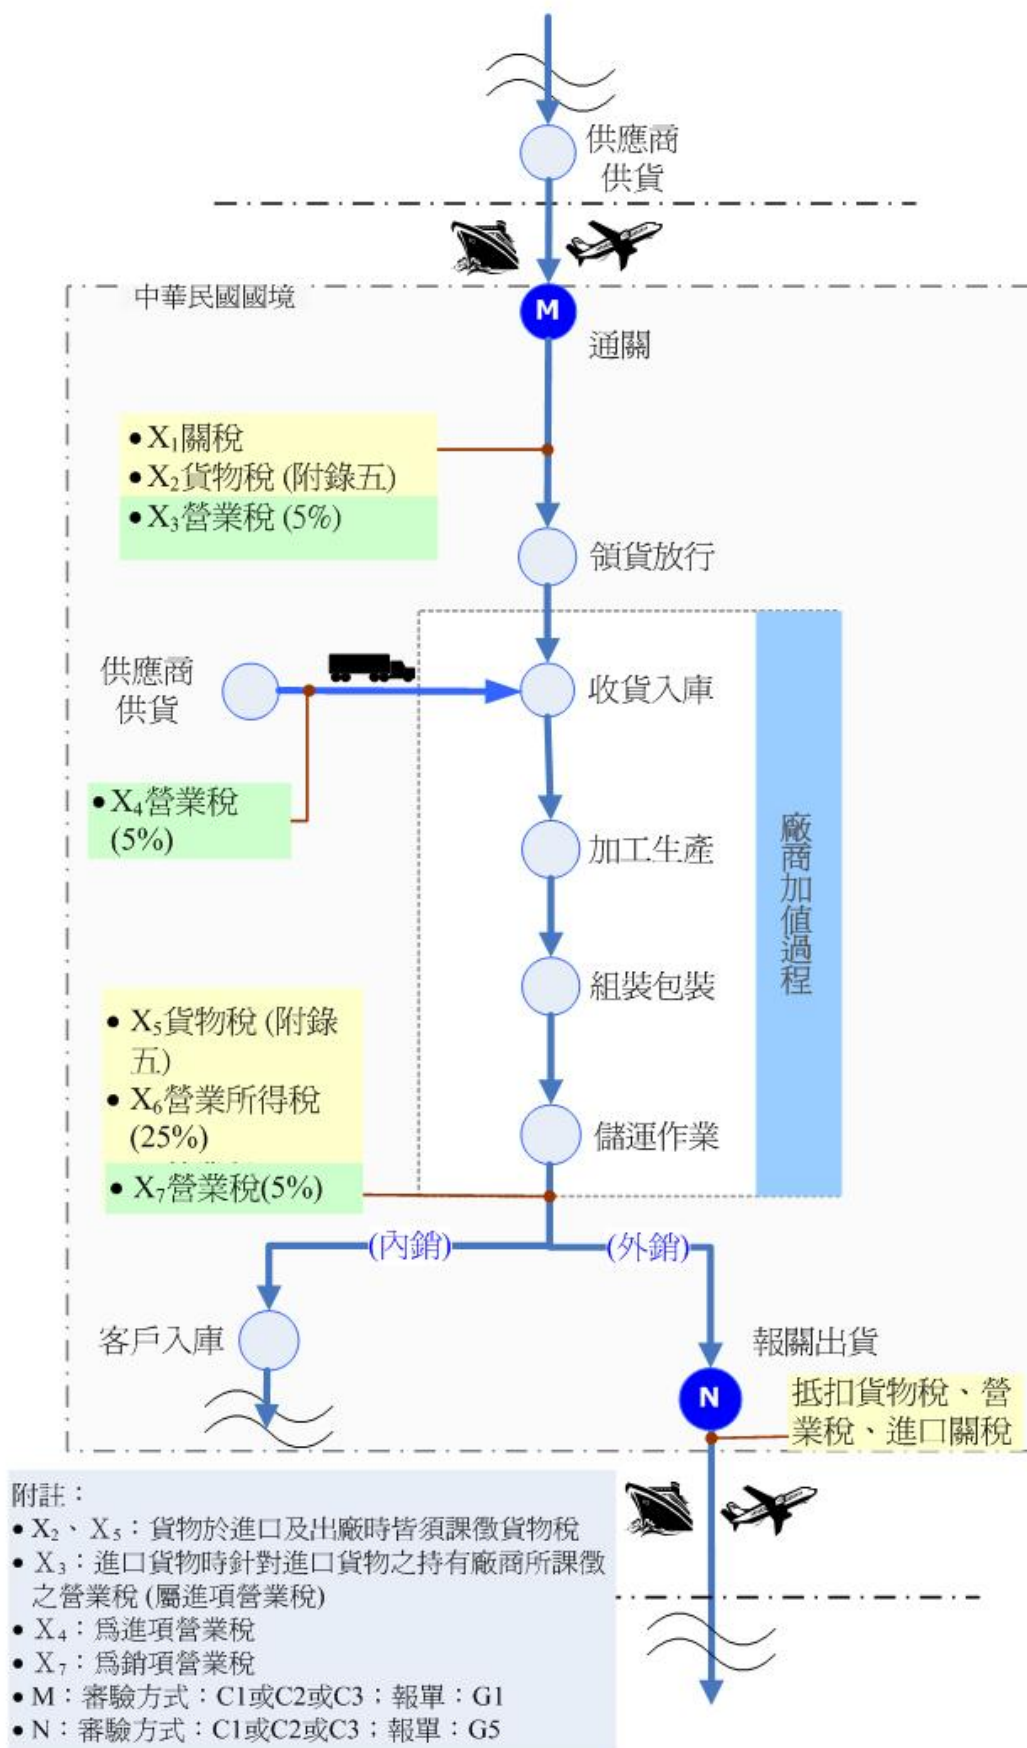 供應商
供貨
中華民國國境
M
通關
• X₁關稅
• X₂貨物稅 (附錄五)
• X₃營業稅 (5%)
領貨放行
供應商
供貨
收貨入庫
• X₄營業稅
(5%)
加工生產
廠商加值過程
組裝包裝
• X₅貨物稅 (附錄
五)
• X₆營業所得稅
(25%)
• X₇營業稅(5%)
儲運作業
(內銷)
(外銷)
客戶入庫
報關出貨
N
抵扣貨物稅、營
業稅、進口關稅
附註：
• X₂、X₅：貨物於進口及出廠時皆須課徵貨物稅
• X₃：進口貨物時針對進口貨物之持有廠商所課徵
之營業稅 (屬進項營業稅)
• X₄：為進項營業稅
• X₇：為銷項營業稅
• M：審驗方式：C1或C2或C3；報單：G1
• N：審驗方式：C1或C2或C3；報單：G5